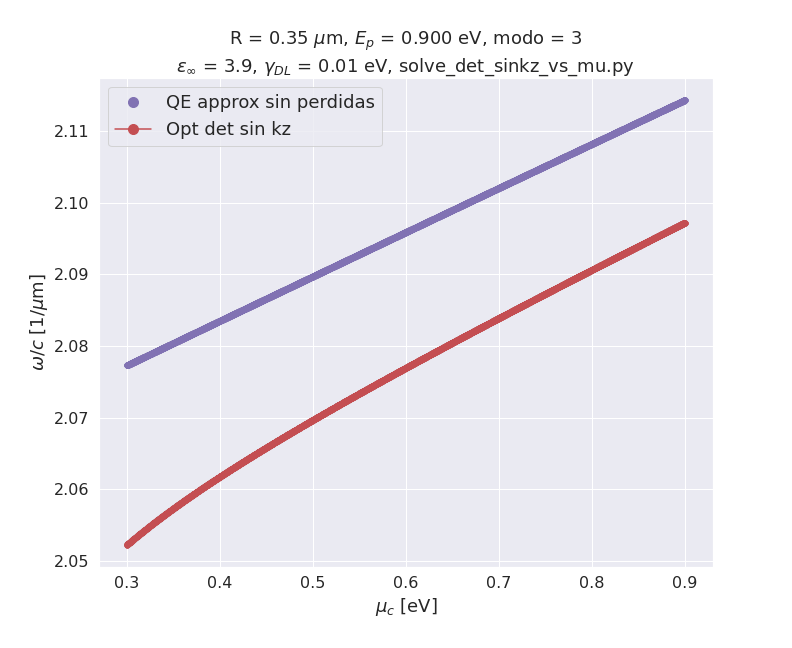 R = 0.35 μm, E_p = 0.900 eV, modo = 3
ε_∞ = 3.9, γ_DL = 0.01 eV, solve_det_sinkz_vs_mu.py
QE approx sin perdidas
Opt det sin kz
2.11
2.10
2.09
2.08
2.07
2.06
2.05
ω/c [1/μm]
0.3 0.4 0.5 0.6 0.7 0.8 0.9
μ_c [eV]